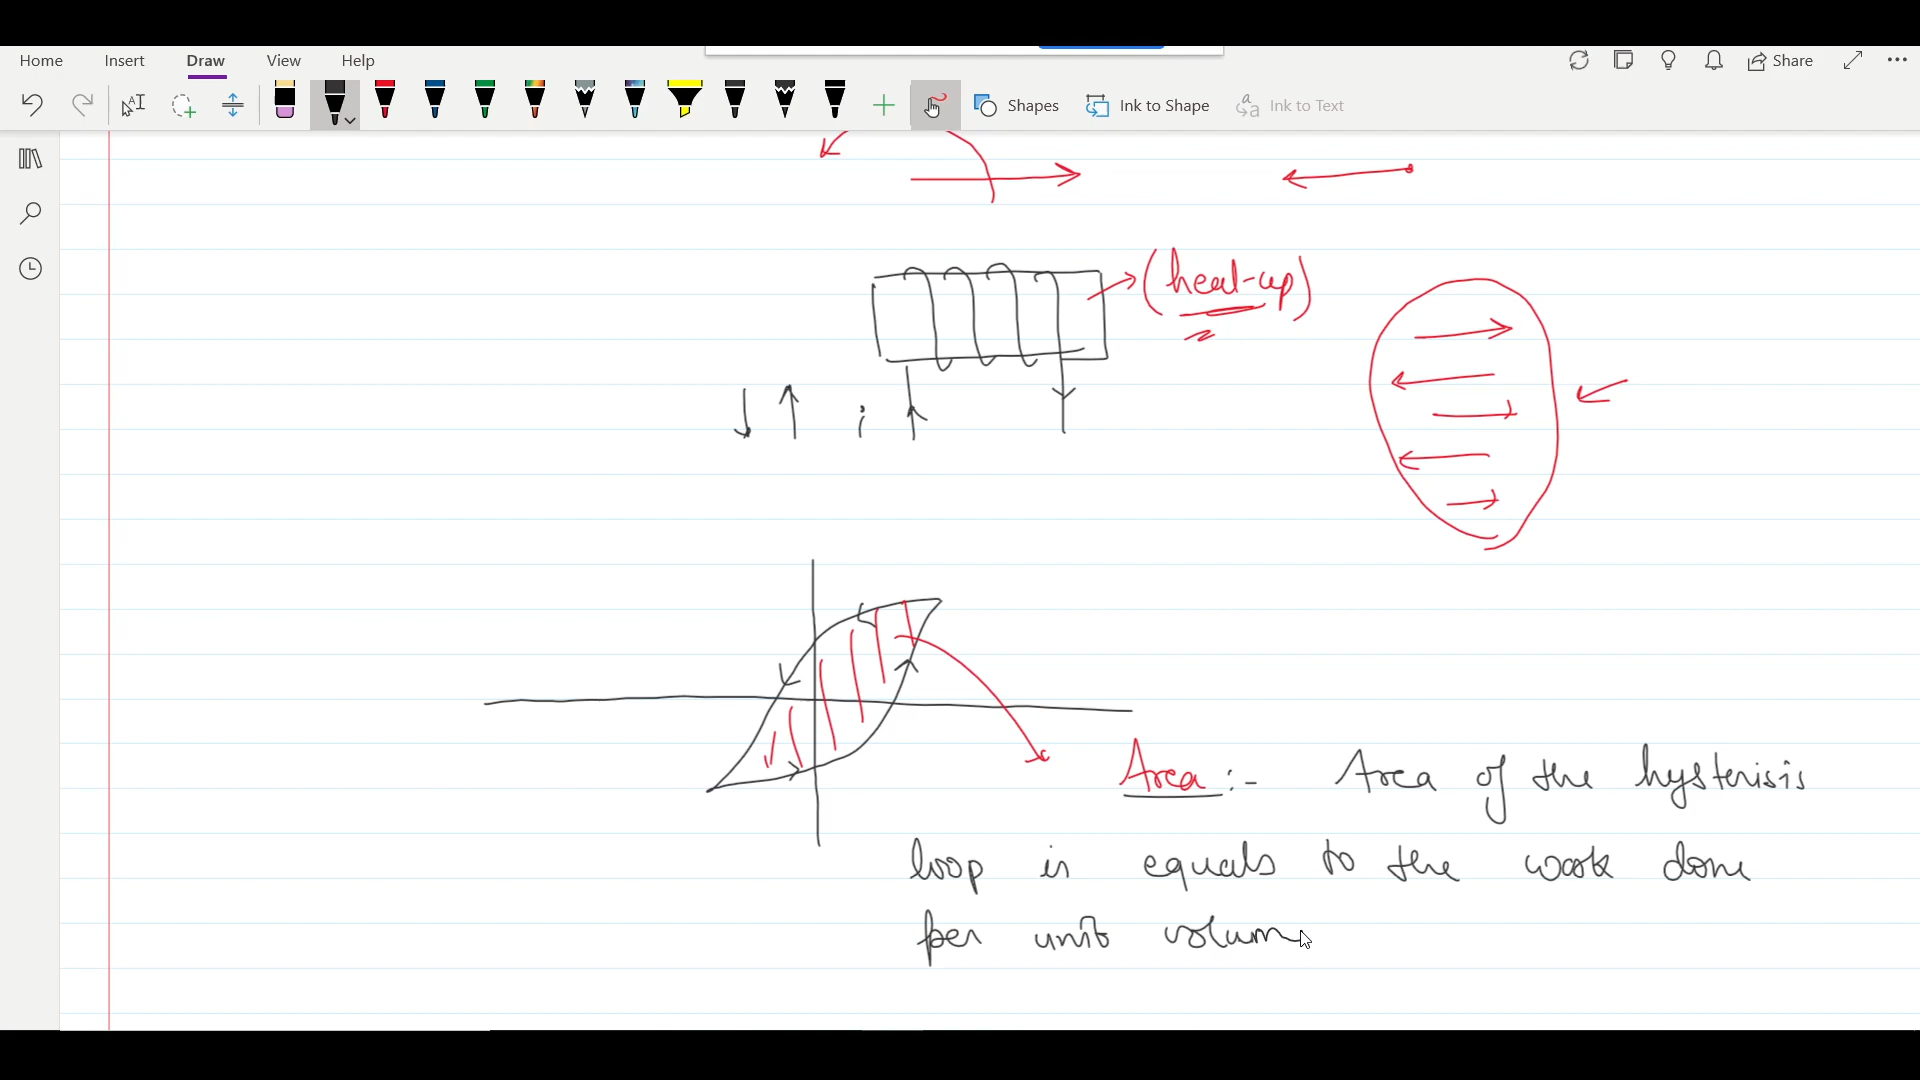 Home Insert Draw View Help
Share
Shapes Ink to Shape Ink to Text
(heat-up)
i
Area :- Area of the hysterisis
loop is equals to the work done
per unit volum